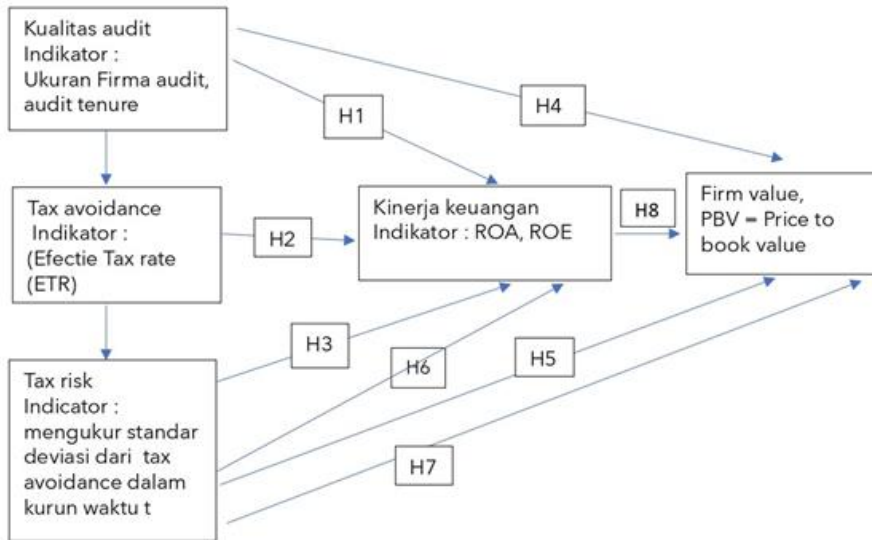 Kualitas audit
Indikator :
Ukuran Firma audit,
audit tenure
H1
H4
Tax avoidance
Indikator :
(Efectie Tax rate
(ETR)
H2
Kinerja keuangan
Indikator : ROA, ROE
H8
Firm value,
PBV = Price to
book value
H3
H6
H5
H7
Tax risk
Indicator :
mengukur standar
deviasi dari tax
avoidance dalam
kurun waktu t